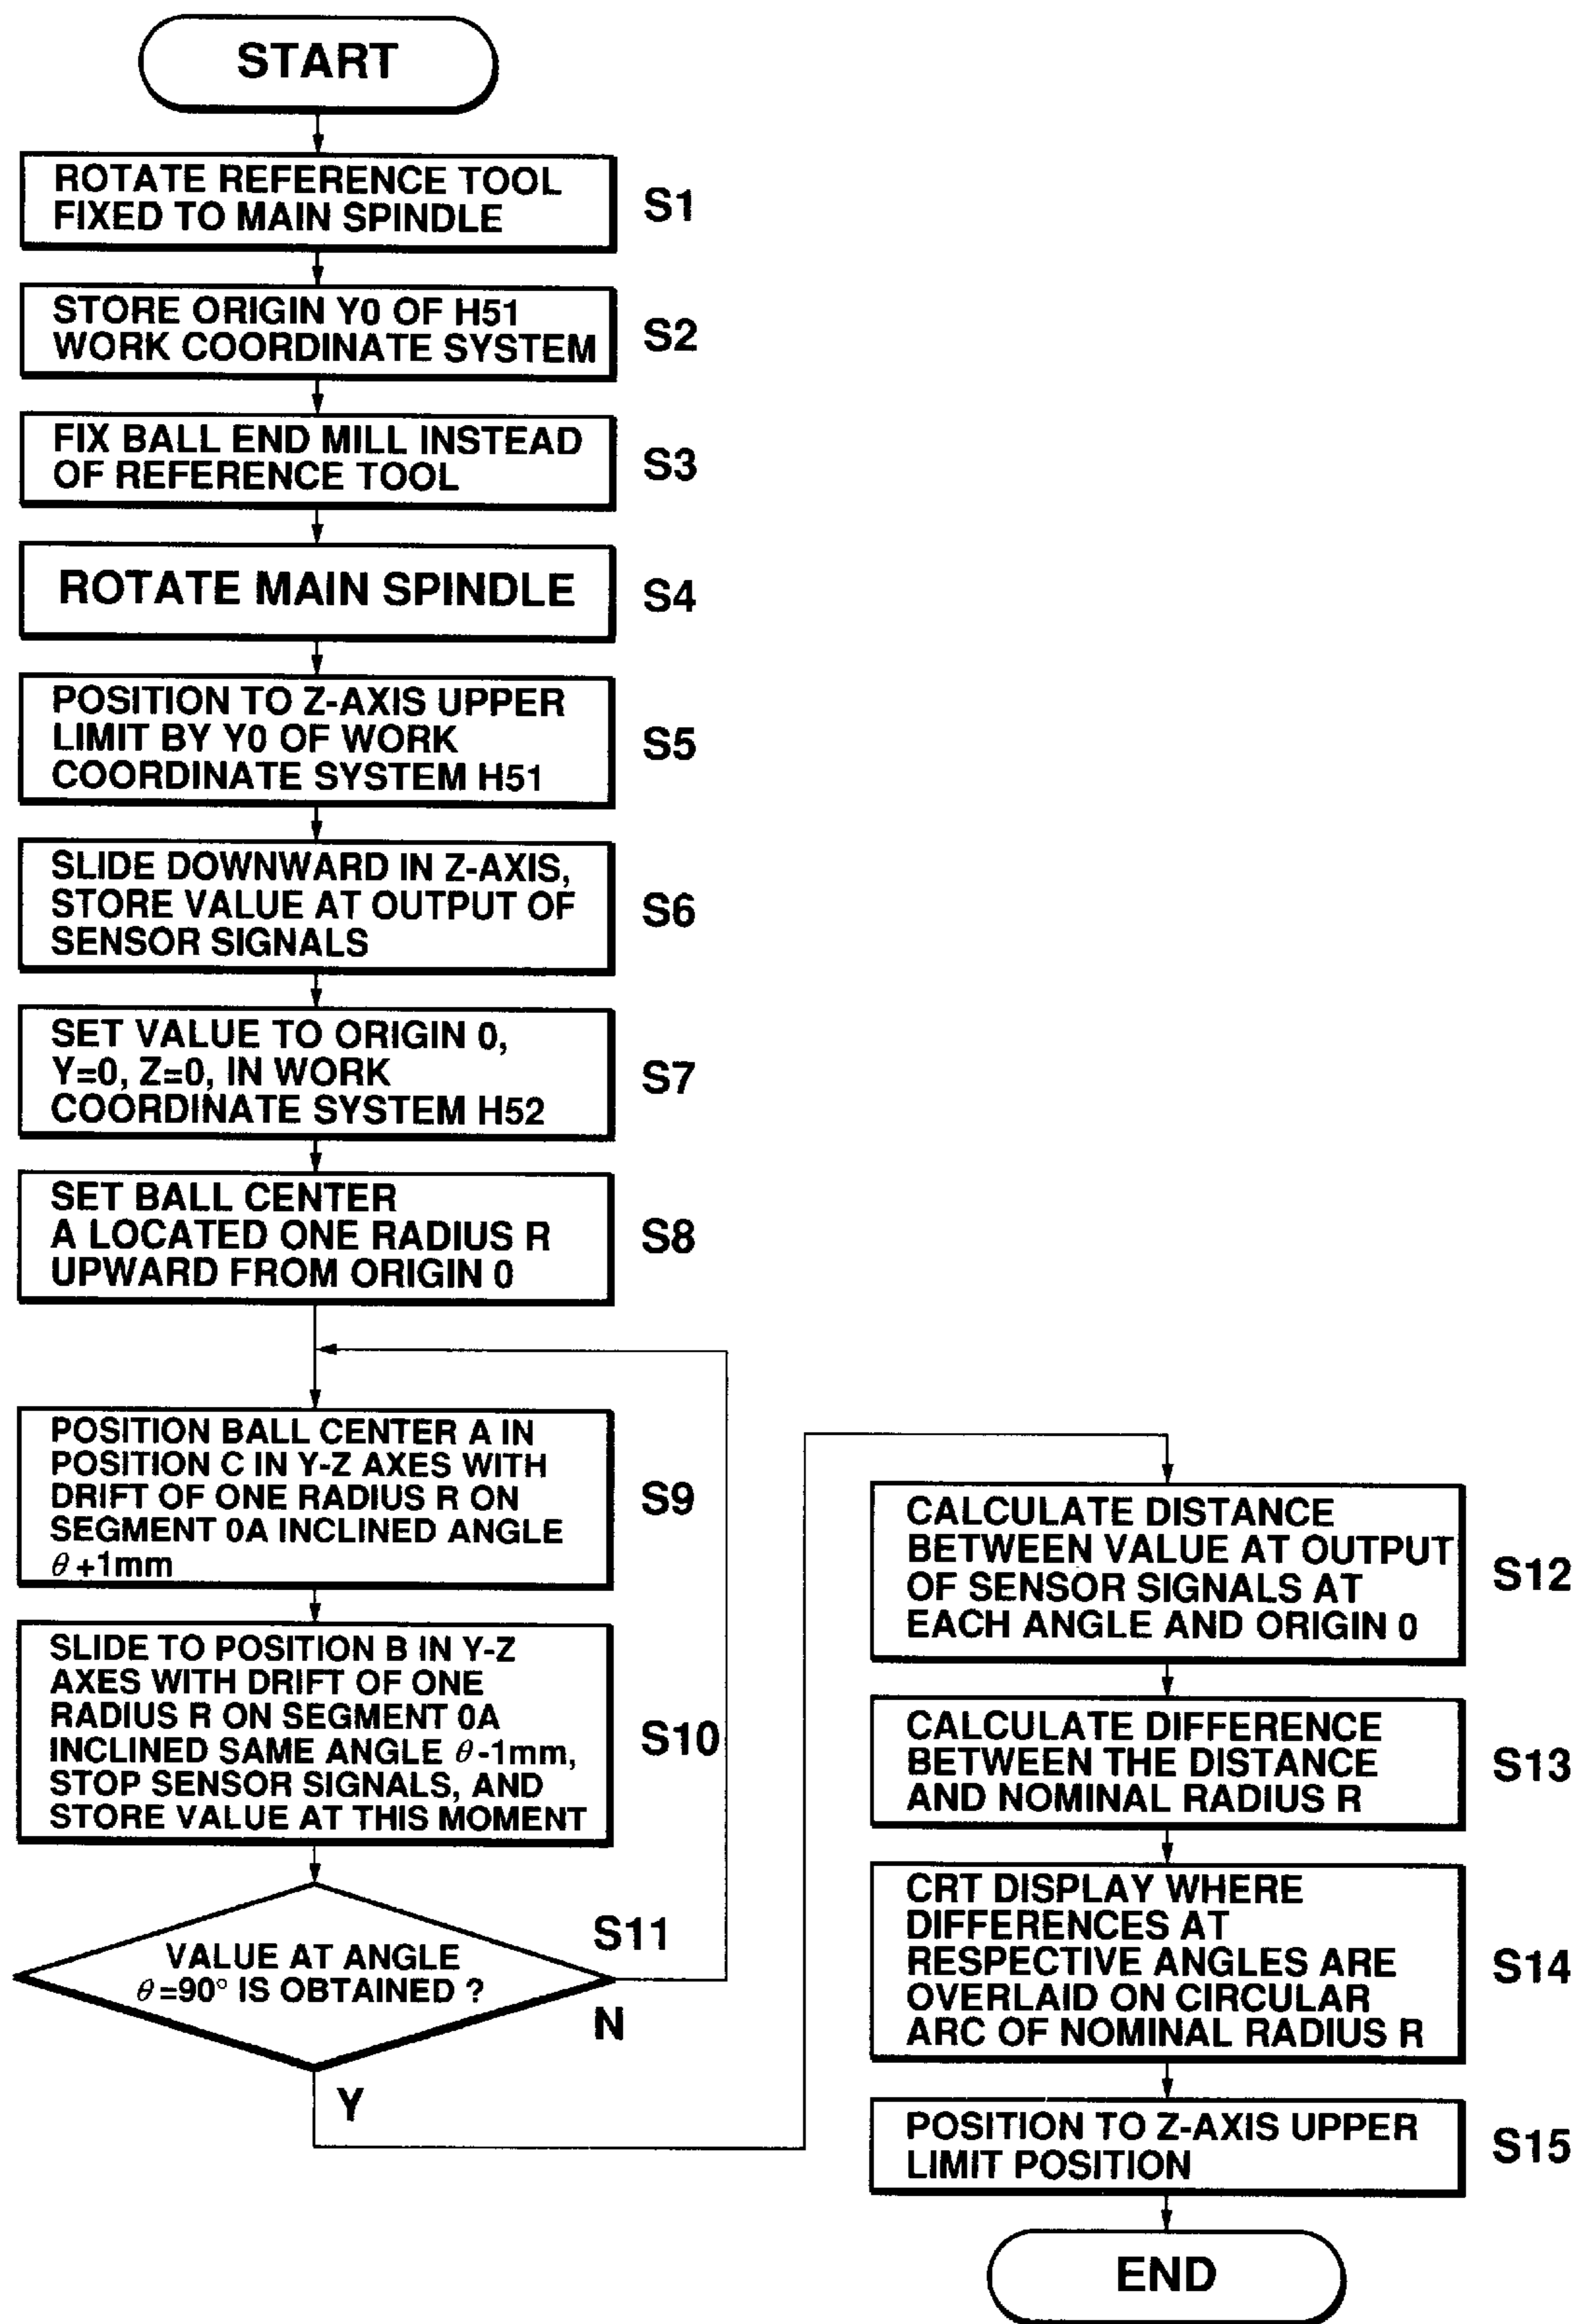 START
ROTATE REFERENCE TOOL
FIXED TO MAIN SPINDLE
S1
STORE ORIGIN Y0 OF H51
WORK COORDINATE SYSTEM
S2
FIX BALL END MILL INSTEAD
OF REFERENCE TOOL
S3
ROTATE MAIN SPINDLE
S4
POSITION TO Z-AXIS UPPER
LIMIT BY Y0 OF WORK
COORDINATE SYSTEM H51
S5
SLIDE DOWNWARD IN Z-AXIS,
STORE VALUE AT OUTPUT OF
SENSOR SIGNALS
S6
SET VALUE TO ORIGIN 0,
Y=0, Z=0, IN WORK
COORDINATE SYSTEM H52
S7
SET BALL CENTER
A LOCATED ONE RADIUS R
UPWARD FROM ORIGIN 0
S8
POSITION BALL CENTER A IN
POSITION C IN Y-Z AXES WITH
DRIFT OF ONE RADIUS R ON
SEGMENT 0A INCLINED ANGLE
θ+1mm
S9
SLIDE TO POSITION B IN Y-Z
AXES WITH DRIFT OF ONE
RADIUS R ON SEGMENT 0A
INCLINED SAME ANGLE θ-1mm,
STOP SENSOR SIGNALS, AND
STORE VALUE AT THIS MOMENT
S10
VALUE AT ANGLE
θ=90° IS OBTAINED ?
S11
N
Y
CALCULATE DISTANCE
BETWEEN VALUE AT OUTPUT
OF SENSOR SIGNALS AT
EACH ANGLE AND ORIGIN 0
S12
CALCULATE DIFFERENCE
BETWEEN THE DISTANCE
AND NOMINAL RADIUS R
S13
CRT DISPLAY WHERE
DIFFERENCES AT
RESPECTIVE ANGLES ARE
OVERLAID ON CIRCULAR
ARC OF NOMINAL RADIUS R
S14
POSITION TO Z-AXIS UPPER
LIMIT POSITION
S15
END